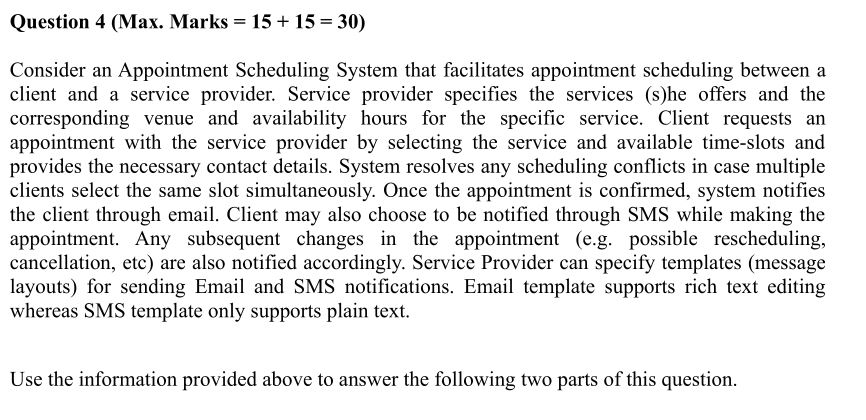 Question 4 (Max. Marks = 15 + 15 = 30)
Consider an Appointment Scheduling System that facilitates appointment scheduling between a
client and a service provider. Service provider specifies the services (s)he offers and the
corresponding venue and availability hours for the specific service. Client requests an
appointment with the service provider by selecting the service and available time-slots and
provides the necessary contact details. System resolves any scheduling conflicts in case multiple
clients select the same slot simultaneously. Once the appointment is confirmed, system notifies
the client through email. Client may also choose to be notified through SMS while making the
appointment. Any subsequent changes in the appointment (e.g. possible rescheduling,
cancellation, etc) are also notified accordingly. Service Provider can specify templates (message
layouts) for sending Email and SMS notifications. Email template supports rich text editing
whereas SMS template only supports plain text.
Use the information provided above to answer the following two parts of this question.